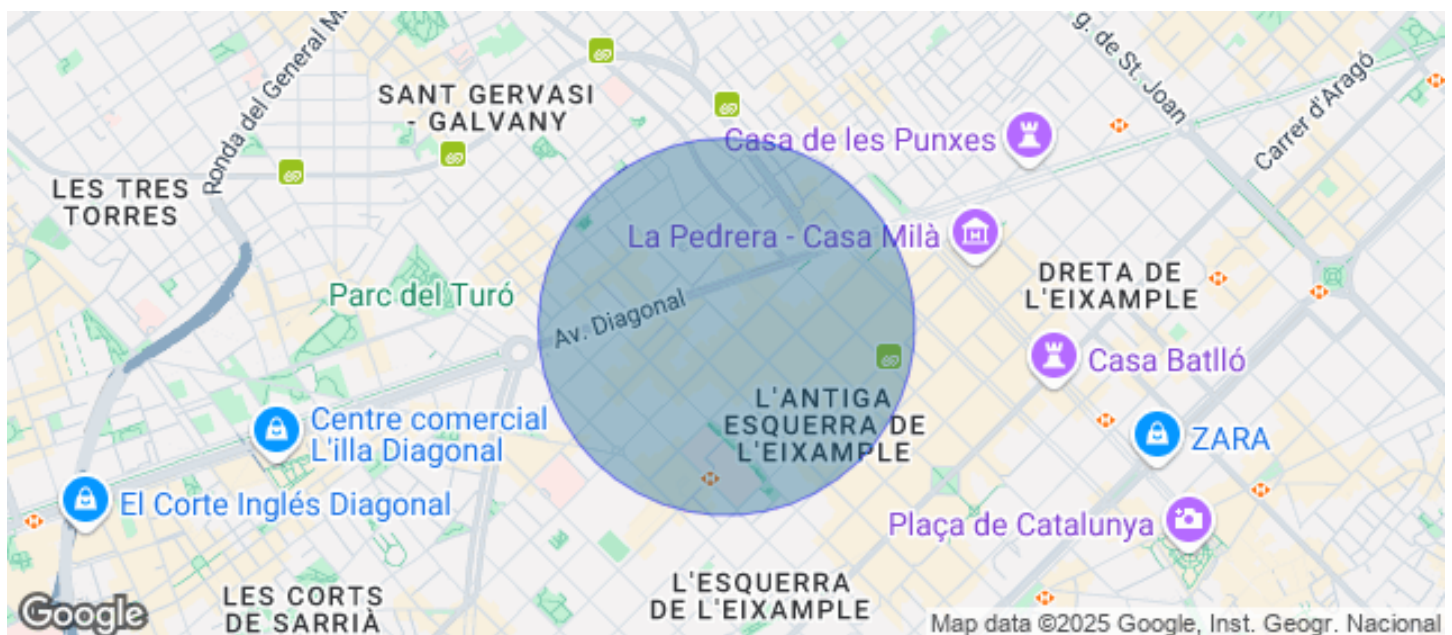 Ronda del General Mi
SANT GERVASI
- GALVANY
g. de St. Joan
Carrer d'Aragó
Casa de les Punxes
LES TRES
TORRES
La Pedrera - Casa Milà
DRETA DE
L'EIXAMPLE
Parc del Turó
Av. Diagonal
Casa Batlló
L'ANTIGA
ESQUERRA DE
L'EIXAMPLE
Centre comercial
L'illa Diagonal
ZARA
El Corte Inglés Diagonal
Plaça de Catalunya
L'ESQUERRA
DE L'EIXAMPLE
LES CORTS
DE SARRIÀ
Google
Map data ©2025 Google, Inst. Geogr. Nacional